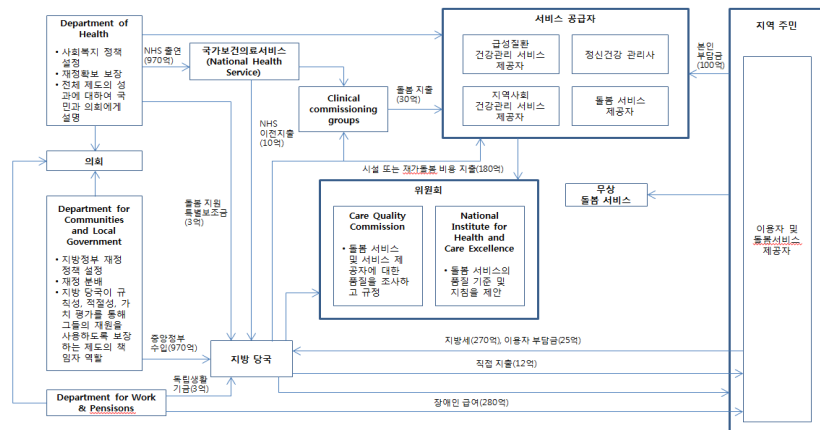 Department of
Health
• 사회복지 정책
설정
• 재정확보 보장
• 전체 제도의 성
과에 대하여 국
민과 의회에게
설명
NHS 출연
(970억)
국가보건의료서비스
(National Health
Service)
Clinical
commissioning
groups
돌봄 지출
(30억)
서비스 공급자
급성질환
건강관리 서비스
제공자
정신건강 관리사
지역사회
건강관리 서비스
제공자
돌봄 서비스
제공자
본인
부담금
(100억)
지역 주민
NHS
이전지출
(10억)
의회
시설 또는 재가돌봄 비용 지출(180억)
위원회
Care Quality
Commission
• 돌봄 서비스
및 서비스 제
공자에 대한
품질을 조사하
고 규정
National
Institute for
Health and
Care Excellence
• 돌봄 서비스의
품질 기준 및
지침을 제안
무상
돌봄 서비스
이용자 및
돌봄서비스
제공자
돌봄 지원
특별보조금
(3억)
Department for
Communities
and Local
Government
• 지방정부 재정
정책 설정
• 재정 분배
• 지방 당국이 규
칙성, 적절성, 가
치 평가를 통해
그들의 재원을
사용하도록 보장
하는 제도의 책
임자 역할
중앙정부
수입(970억)
지방 당국
지방세(270억), 이용자 부담금(25억)
직접 지출(12억)
독립생활
기금(3억)
Department for Work
& Pensisons
장애인 급여(280억)